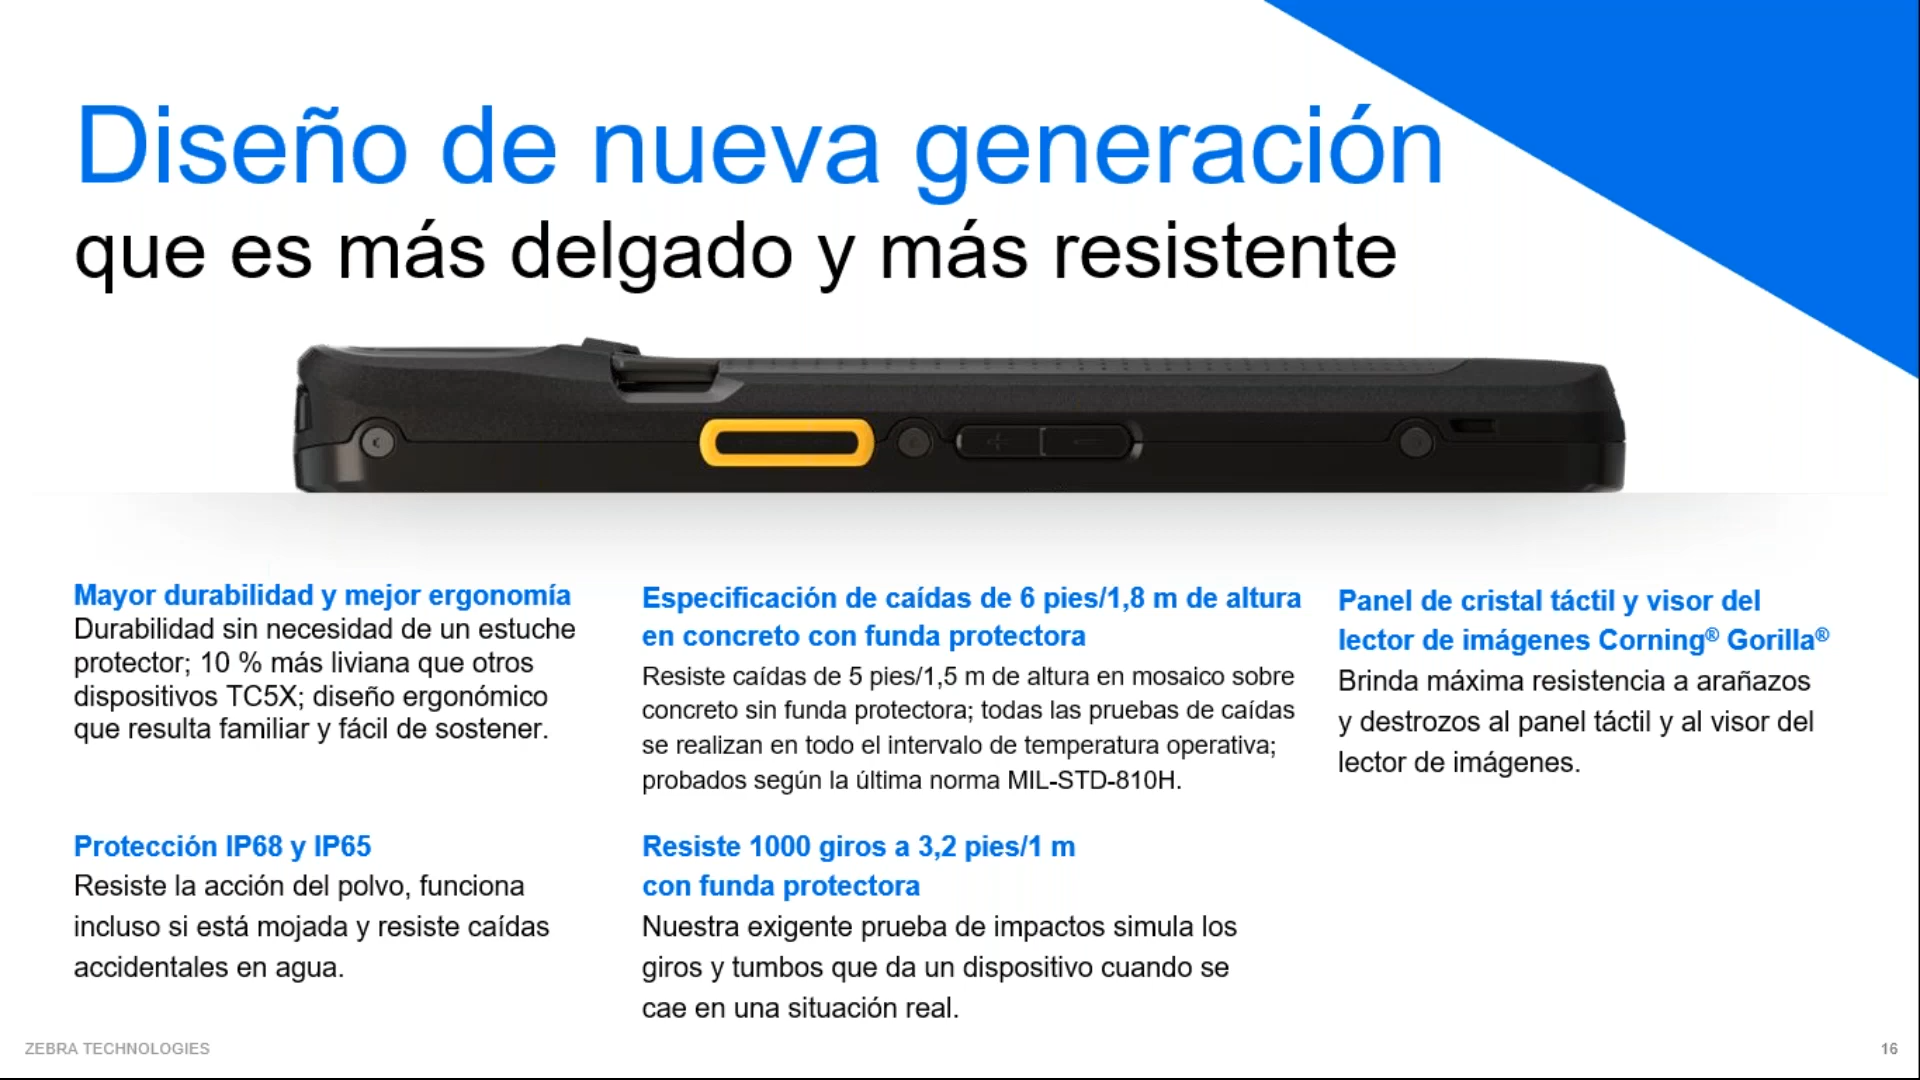 Diseño de nueva generación
que es más delgado y más resistente
Mayor durabilidad y mejor ergonomía
Durabilidad sin necesidad de un estuche
protector; 10 % más liviana que otros
dispositivos TC5X; diseño ergonómico
que resulta familiar y fácil de sostener.
Especificación de caídas de 6 pies/1,8 m de altura
en concreto con funda protectora
Resiste caídas de 5 pies/1,5 m de altura en mosaico sobre
concreto sin funda protectora; todas las pruebas de caídas
se realizan en todo el intervalo de temperatura operativa;
probados según la última norma MIL-STD-810H.
Panel de cristal táctil y visor del
lector de imágenes Corning® Gorilla®
Brinda máxima resistencia a arañazos
y destrozos al panel táctil y al visor del
lector de imágenes.
Protección IP68 y IP65
Resiste la acción del polvo, funciona
incluso si está mojada y resiste caídas
accidentales en agua.
Resiste 1000 giros a 3,2 pies/1 m
con funda protectora
Nuestra exigente prueba de impactos simula los
giros y tumbos que da un dispositivo cuando se
cae en una situación real.
ZEBRA TECHNOLOGIES
16